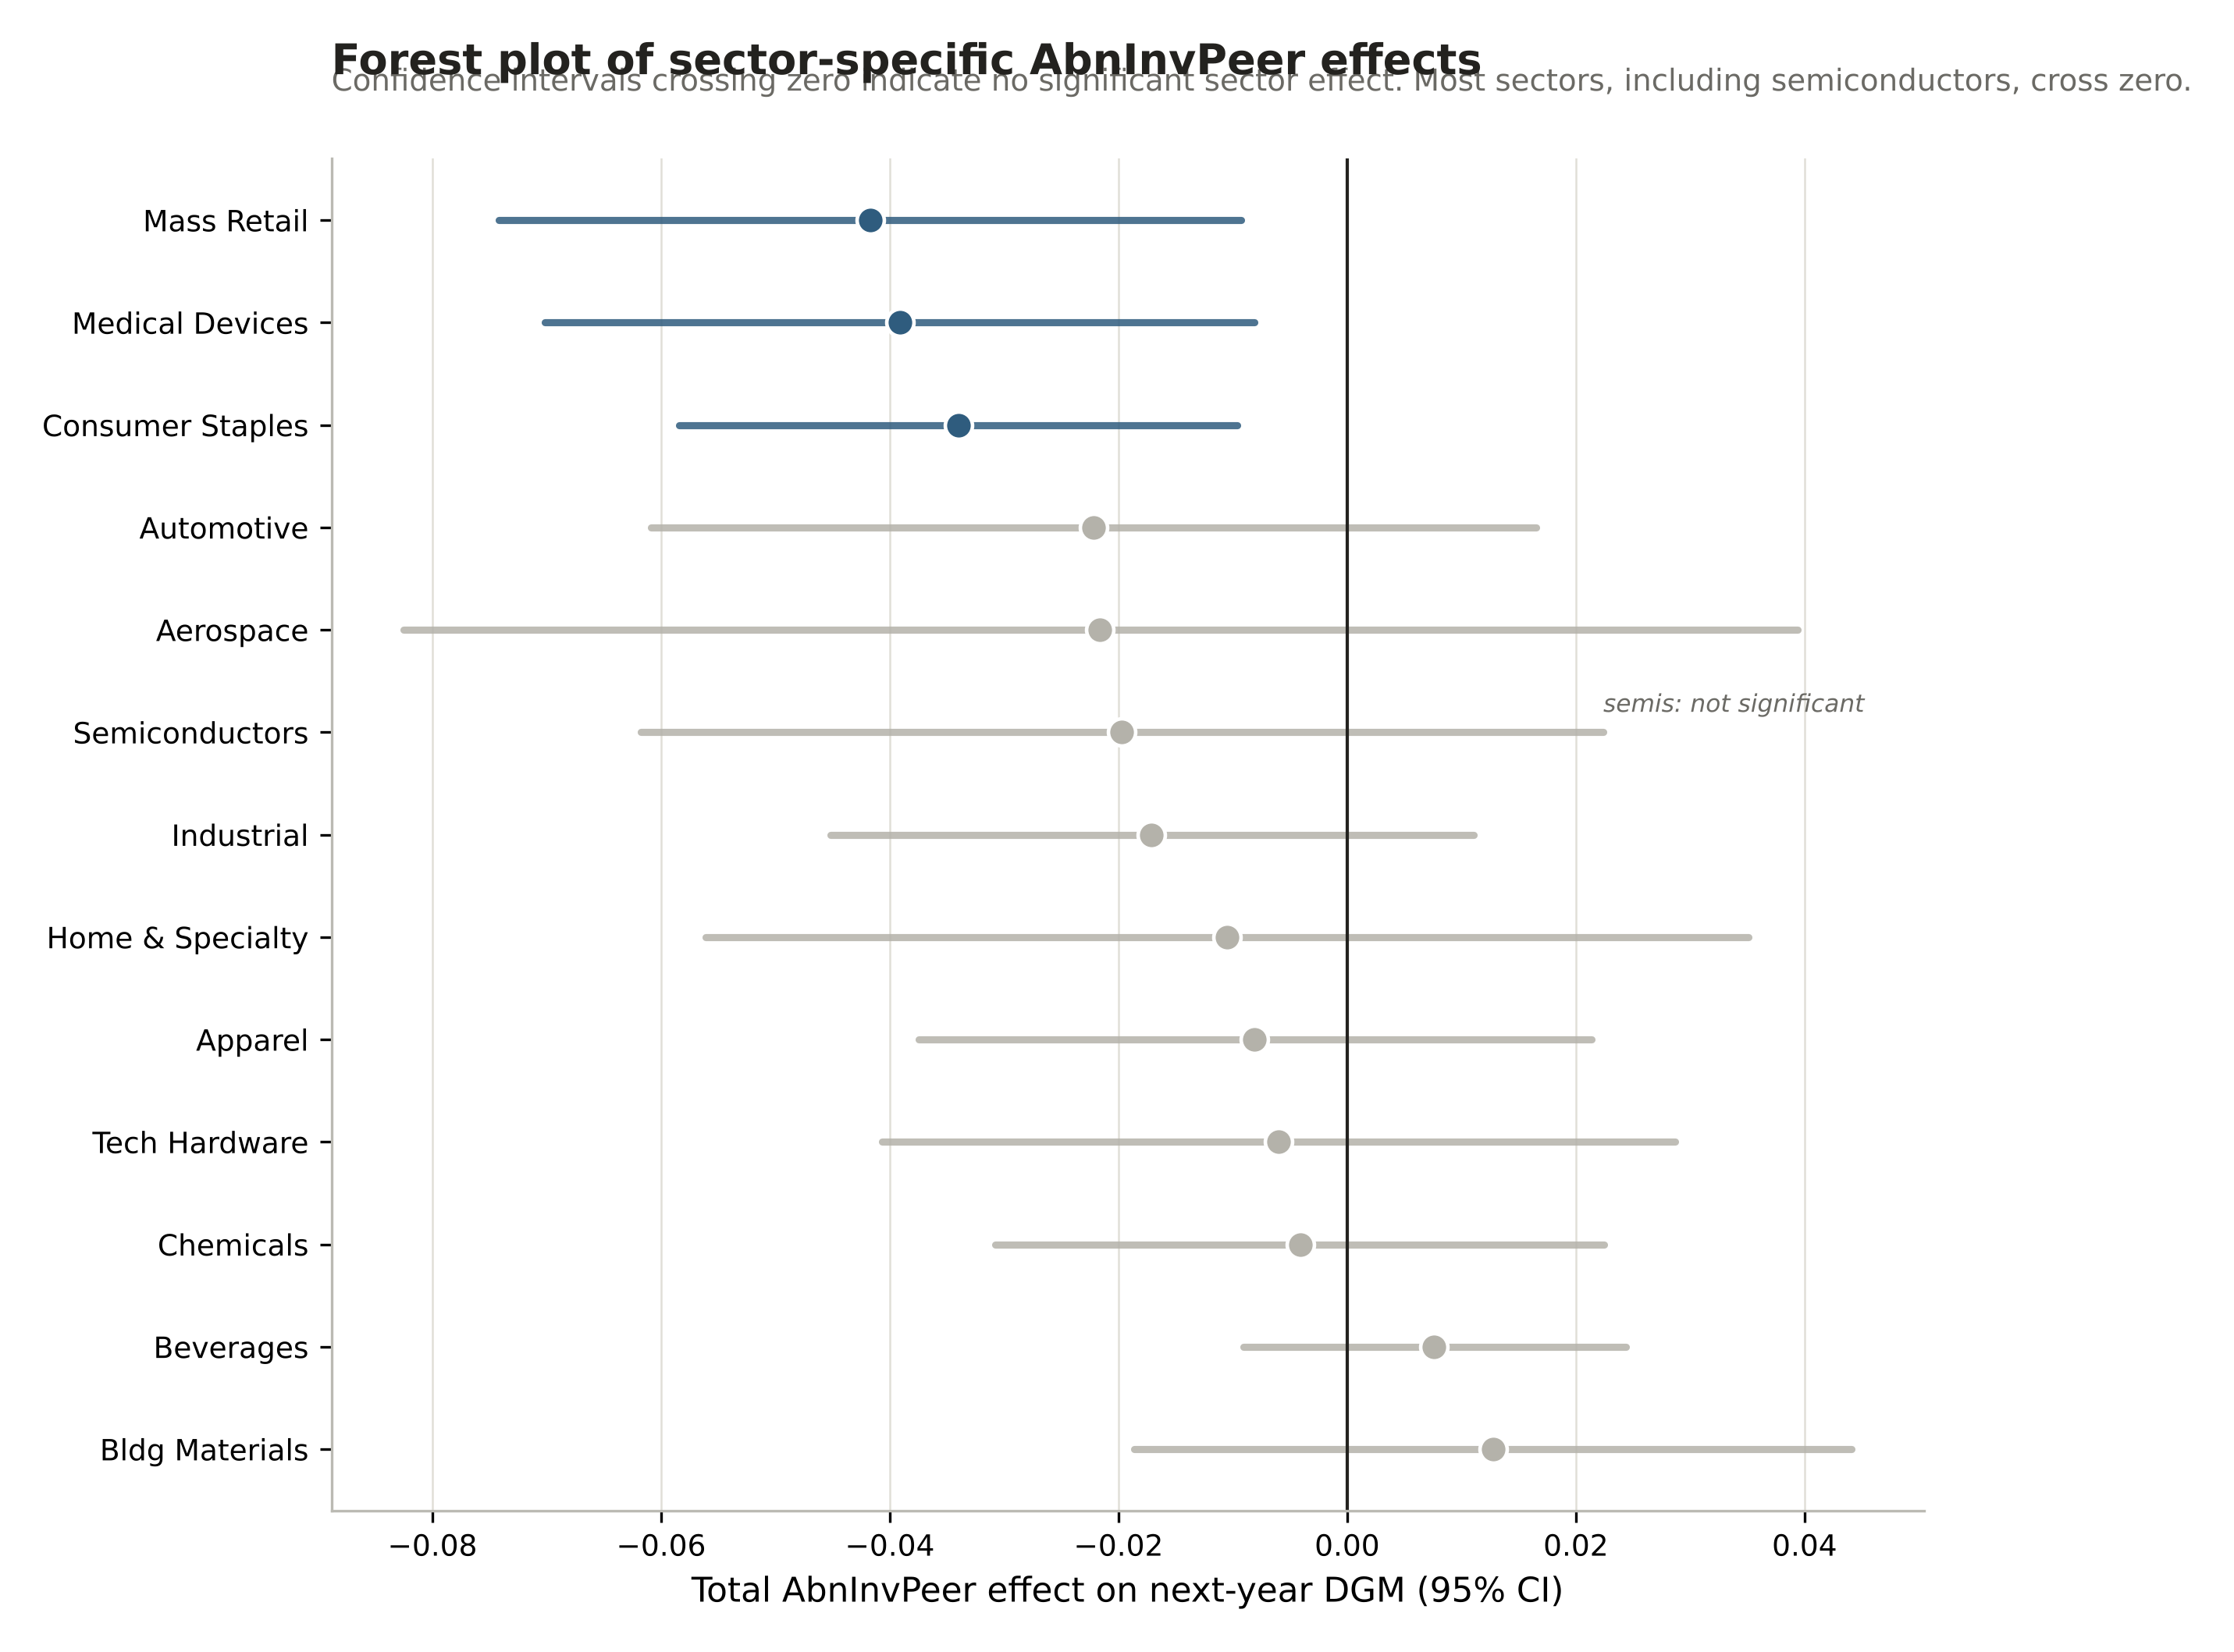 Forest plot of sector-specific AbnInvPeer effects
Confidence intervals crossing zero indicate no significant sector effect. Most sectors, including semiconductors, cross zero.
Mass Retail
Medical Devices
Consumer Staples
Automotive
Aerospace
semis: not significant
Semiconductors
Industrial
Home & Specialty
Apparel
Tech Hardware
Chemicals
Beverages
Bldg Materials
−0.08 −0.06 −0.04 −0.02 0.00 0.02 0.04
Total AbnInvPeer effect on next-year DGM (95% CI)